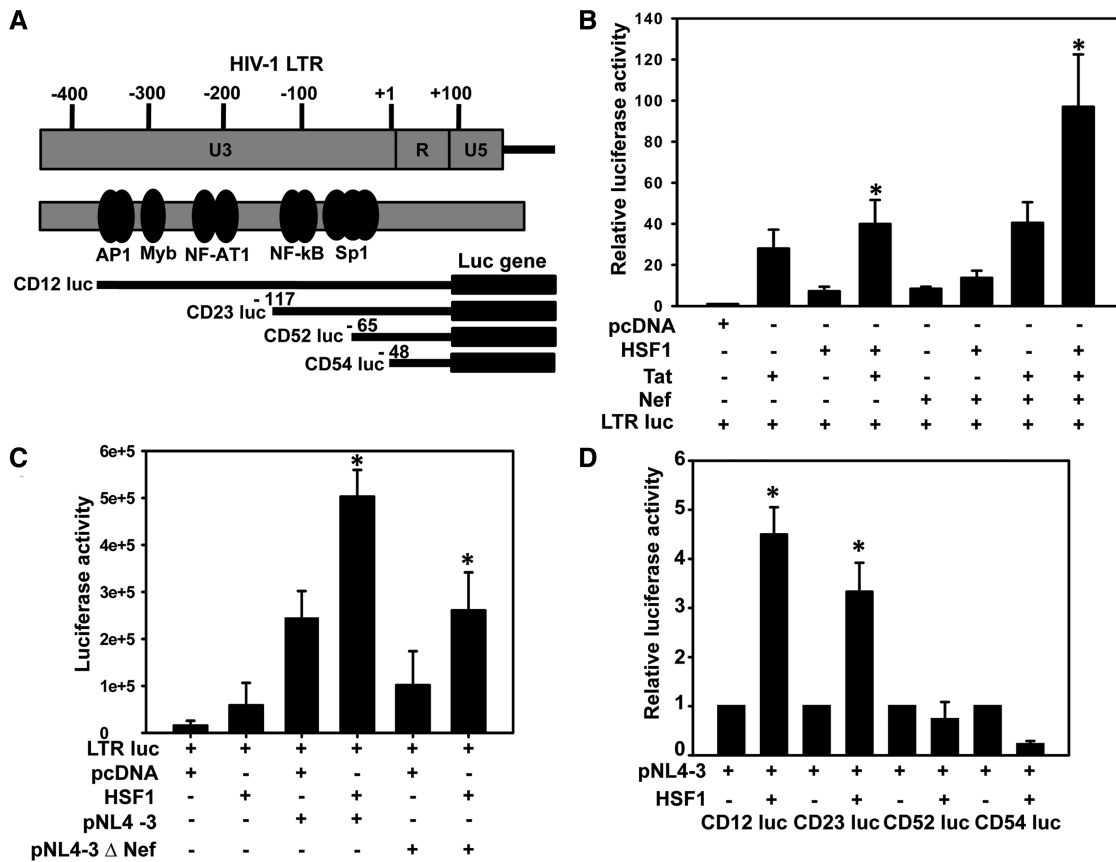 A
HIV-1 LTR
-400 -300 -200 -100 +1 +100
U3 R U5
AP1 Myb NF-AT1 NF-kB Sp1
Luc gene
CD12 luc
CD23 luc - 117
CD52 luc - 65
CD54 luc - 48
B
Relative luciferase activity
140
120
100
80
60
40
20
0
* *
pcDNA + - - - - - - -
HSF1 - - + + - + - +
Tat - + - + - - + +
Nef - - - - + + + +
LTR luc + + + + + + + +
C
Luciferase activity
6e+5
5e+5
4e+5
3e+5
2e+5
1e+5
0
* *
LTR luc + + + + + +
pcDNA + - + - + -
HSF1 - + - + - +
pNL4 -3 - - + + - -
pNL4-3 Δ Nef - - - - + +
D
Relative luciferase activity
6
5
4
5
2
1
0
* *
pNL4-3 + + + + + + + +
HSF1 - + - + - + - +
CD12 luc CD23 luc CD52 luc CD54 luc